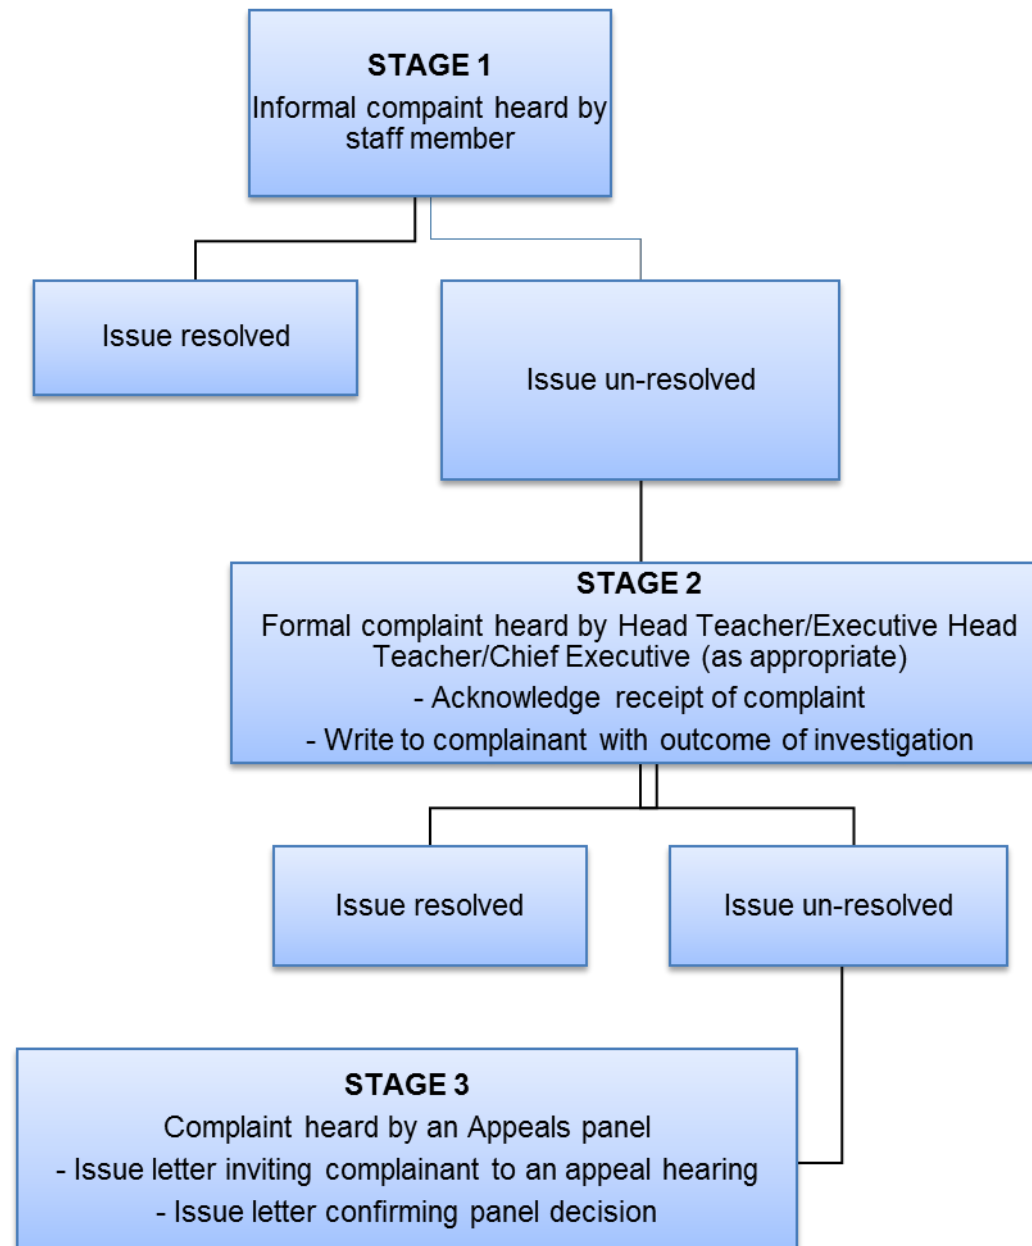 STAGE 1
Informal compaint heard by
staff member
Issue resolved
Issue un-resolved
STAGE 2
Formal complaint heard by Head Teacher/Executive Head
Teacher/Chief Executive (as appropriate)
- Acknowledge receipt of complaint
- Write to complainant with outcome of investigation
Issue resolved
Issue un-resolved
STAGE 3
Complaint heard by an Appeals panel
- Issue letter inviting complainant to an appeal hearing
- Issue letter confirming panel decision